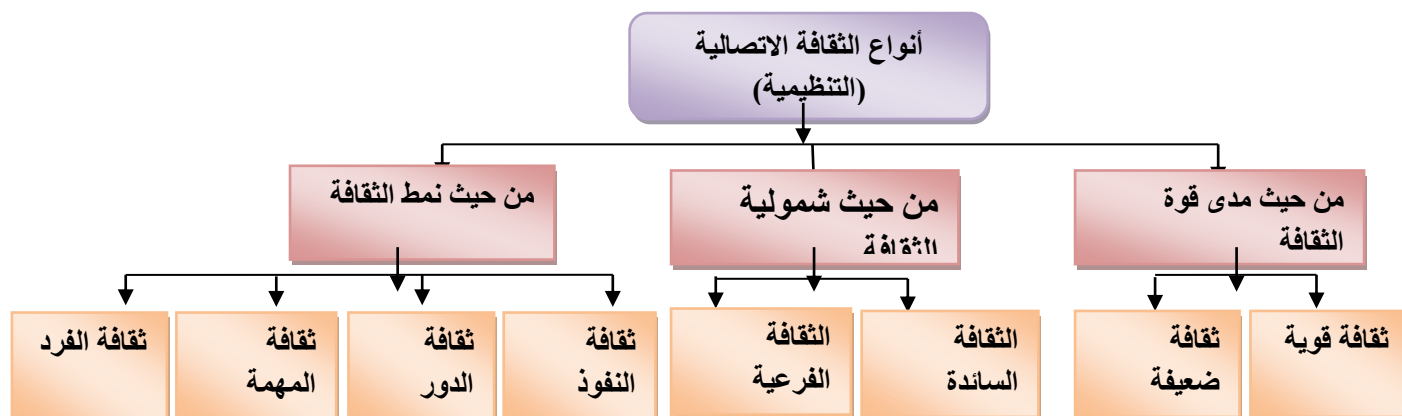 أنواع الثقافة الاتصالية
(التنظيمية)
من حيث مدى قوة
الثقافة
من حيث شمولية
الثقافة
من حيث نمط الثقافة
ثقافة قوية
ثقافة
ضعيفة
الثقافة
السائدة
الثقافة
الفرعية
ثقافة
النفوذ
ثقافة
الدور
ثقافة
المهمة
ثقافة الفرد